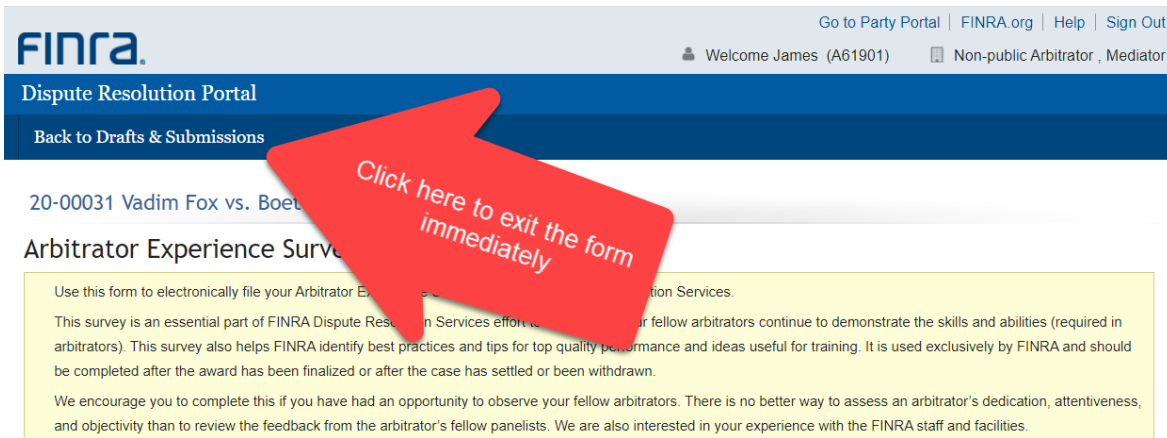 Go to Party Portal | FINRA.org | Help | Sign Out
FINra.
Welcome James (A61901) Non-public Arbitrator , Mediator
Dispute Resolution Portal
Back to Drafts & Submissions
Click here to exit the form
immediately
20-00031 Vadim Fox vs.
Arbitrator Experience
Use this form to electronically file your Arbitrator Services.
This survey is an essential part of FINRA Dispute Services fellow arbitrators continue to demonstrate the skills and abilities (required in
arbitrators). This survey also helps FINRA identify best practices and tips for top quality performance and ideas useful for training. It is used exclusively by FINRA and should
be completed after the award has been finalized or after the case has settled or been withdrawn.
We encourage you to complete this if you have had an opportunity to observe your fellow arbitrators. There is no better way to assess an arbitrator’s dedication, attentiveness,
and objectivity than to review the feedback from the arbitrator’s fellow panelists. We are also interested in your experience with the FINRA staff and facilities.